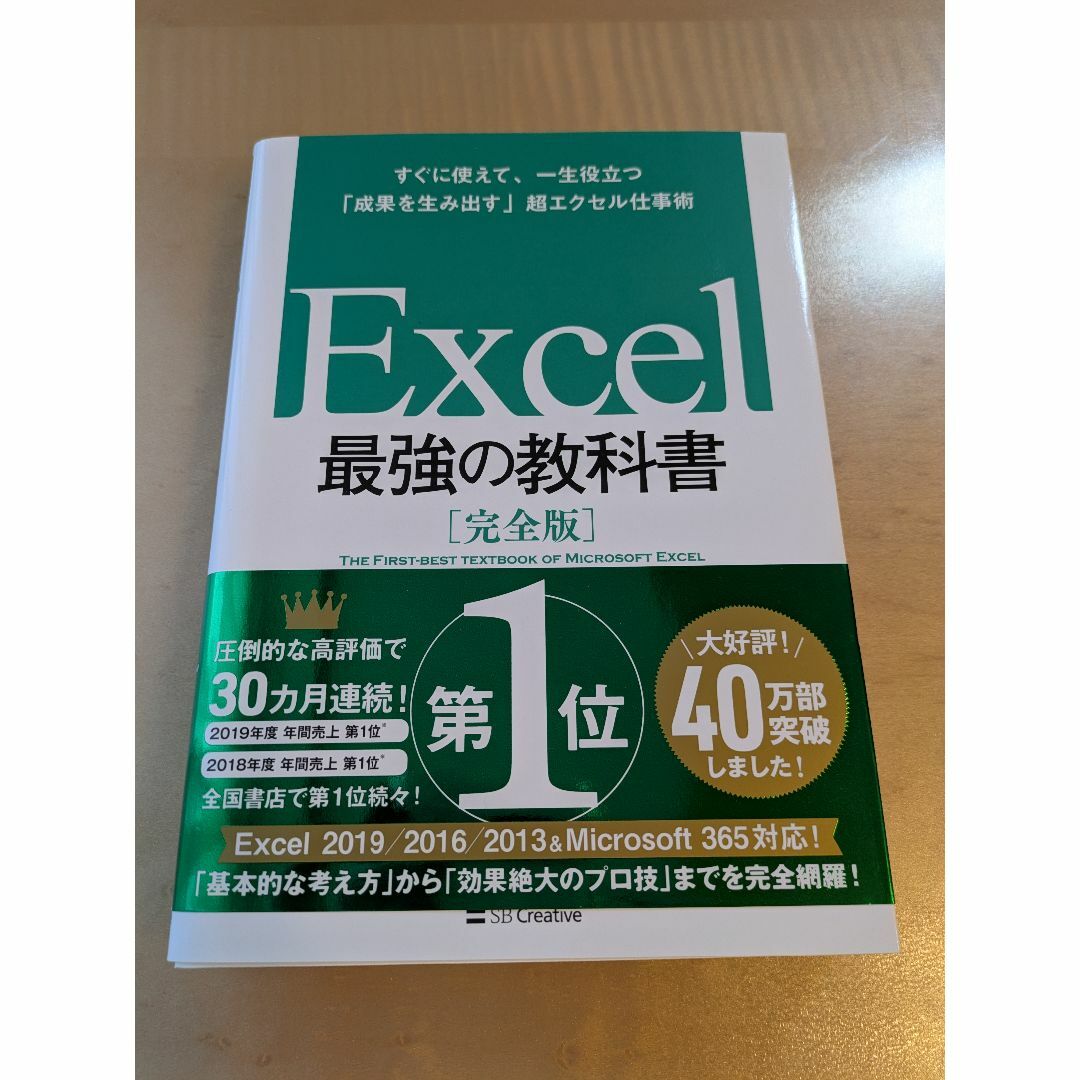 すぐに使えて、一生役立つ
「成果を生み出す」超エクセル仕事術
Excel
最強の教科書
[完全版]
THE FIRST-BEST TEXTBOOK OF MICROSOFT EXCEL
圧倒的な高評価で
30カ月連続!
2019年度 年間売上 第1位※
2018年度 年間売上 第1位※
全国書店で第1位続々!
第1位
大好評!
40万部
突破
しました!
Excel 2019/2016/2013&Microsoft 365対応!
「基本的な考え方」から「効果絶大のプロ技」までを完全網羅!
SB Creative